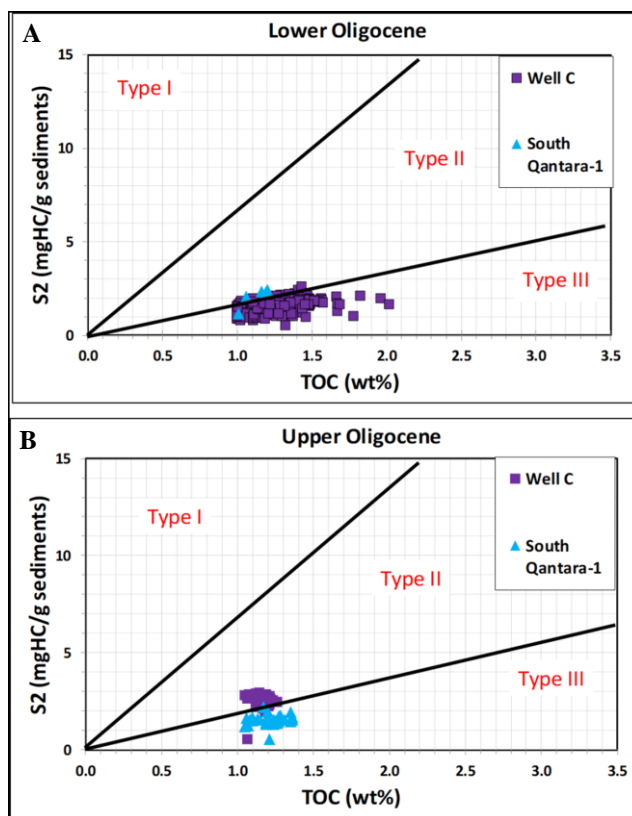 A
Lower Oligocene
S2 (mgHC/g sediments)
15
10
5
0
Type I
Type II
Type III
Well C
South
Qantara-1
0.0 0.5 1.0 1.5 2.0 2.5 3.0 3.5
TOC (wt%)
B
Upper Oligocene
S2 (mgHC/g sediments)
15
10
5
0
Type I
Type II
Type III
Well C
South
Qantara-1
0.0 0.5 1.0 1.5 2.0 2.5 3.0 3.5
TOC (wt%)